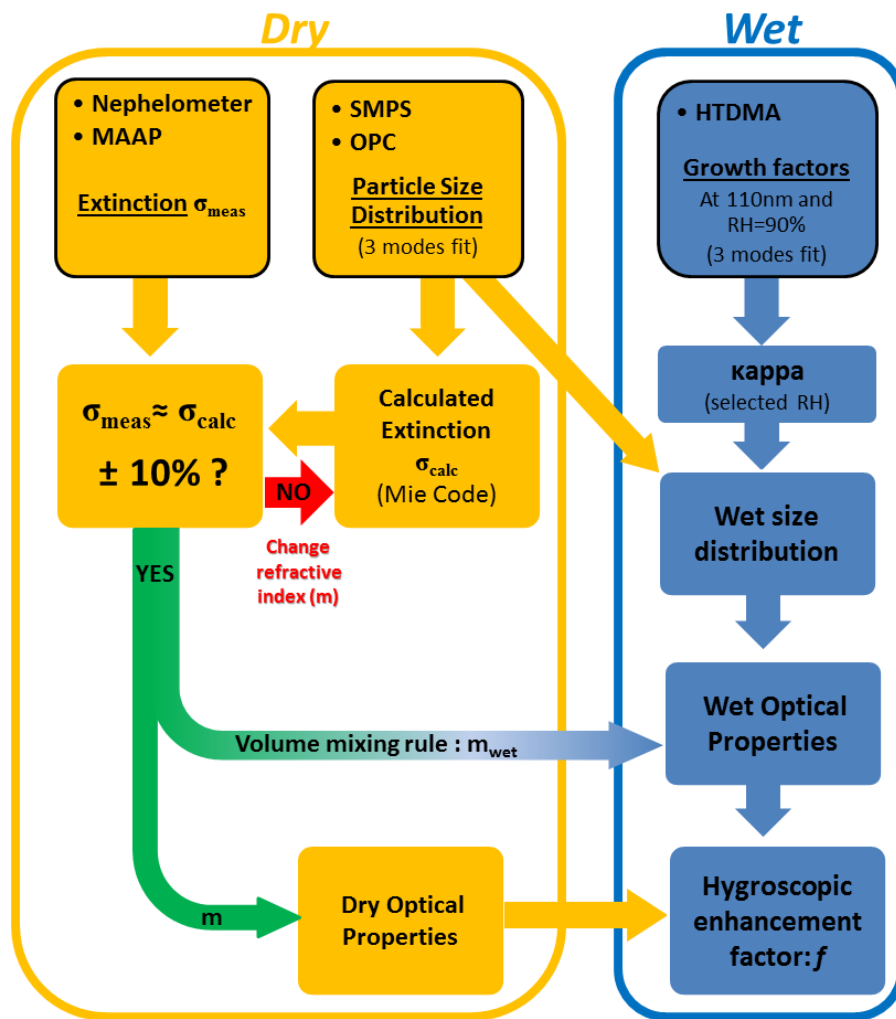 Dry
Wet
• Nephelometer
• MAAP
Extinction σmeas
• SMPS
• OPC
Particle Size
Distribution
(3 modes fit)
• HTDMA
Growth factors
At 110nm and
RH=90%
(3 modes fit)
σmeas≈ σcalc
± 10% ?
Calculated
Extinction
σcalc
(Mie Code)
NO
Change
refractive
index (m)
YES
кappa
(selected RH)
Wet size
distribution
Volume mixing rule : mwet
Wet Optical
Properties
m
Dry Optical
Properties
Hygroscopic
enhancement
factor: f